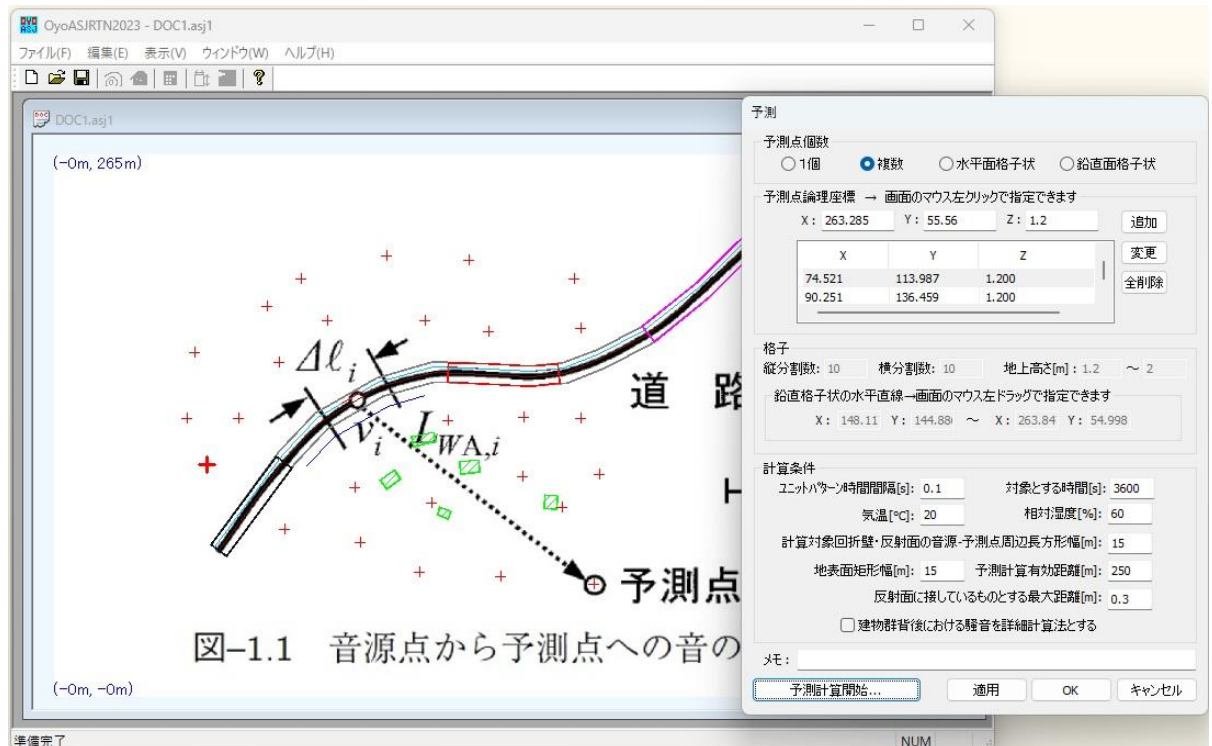 OyoASJRTN2023 - DOC1.asj1
ファイル(F) 編集(E) 表示(V) ウィンドウ(W) ヘルプ(H)
DOC1.asj1
(-0m, 265m)
Δℓi
vi
LWA,i
道 路
予測点
図-1.1 音源点から予測点への音の
(-0m, -0m)
準備完了
NUM
予測
予測点個数
1個 複数 水平面格子状 鉛直面格子状
予測点論理座標 → 画面のマウス左クリックで指定できます
X: 263.285 Y: 55.56 Z: 1.2 追加
X Y Z 変更
74.521 113.987 1.200 全削除
90.251 136.459 1.200
格子
縦分割数: 10 横分割数: 10 地上高さ[m]: 1.2 ～ 2
鉛直格子状の水平直線→画面のマウス左ドラッグで指定できます
X: 148.11 Y: 144.88 ～ X: 263.84 Y: 54.998
計算条件
ユニットパターン時間間隔[s]: 0.1 対象とする時間[s]: 3600
気温[℃]: 20 相対湿度[%]: 60
計算対象回折壁・反射面の音源-予測点周辺長方形幅[m]: 15
地表面矩形幅[m]: 15 予測計算有効距離[m]: 250
反射面に接しているものとする最大距離[m]: 0.3
建物群背後における騒音を詳細計算法とする
メモ:
予測計算開始... 適用 OK キャンセル